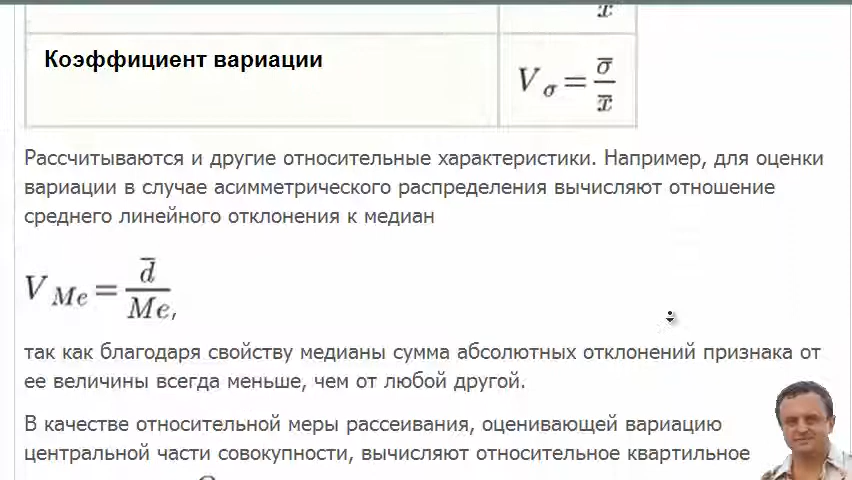 x̅
Коэффициент вариации
V σ = σ̅ / x̅
Рассчитываются и другие относительные характеристики. Например, для оценки
вариации в случае асимметрического распределения вычисляют отношение
среднего линейного отклонения к медиан
V Me = d̅ / Me,
так как благодаря свойству медианы сумма абсолютных отклонений признака от
ее величины всегда меньше, чем от любой другой.
В качестве относительной меры рассеивания, оценивающей вариацию
центральной части совокупности, вычисляют относительное квартильное